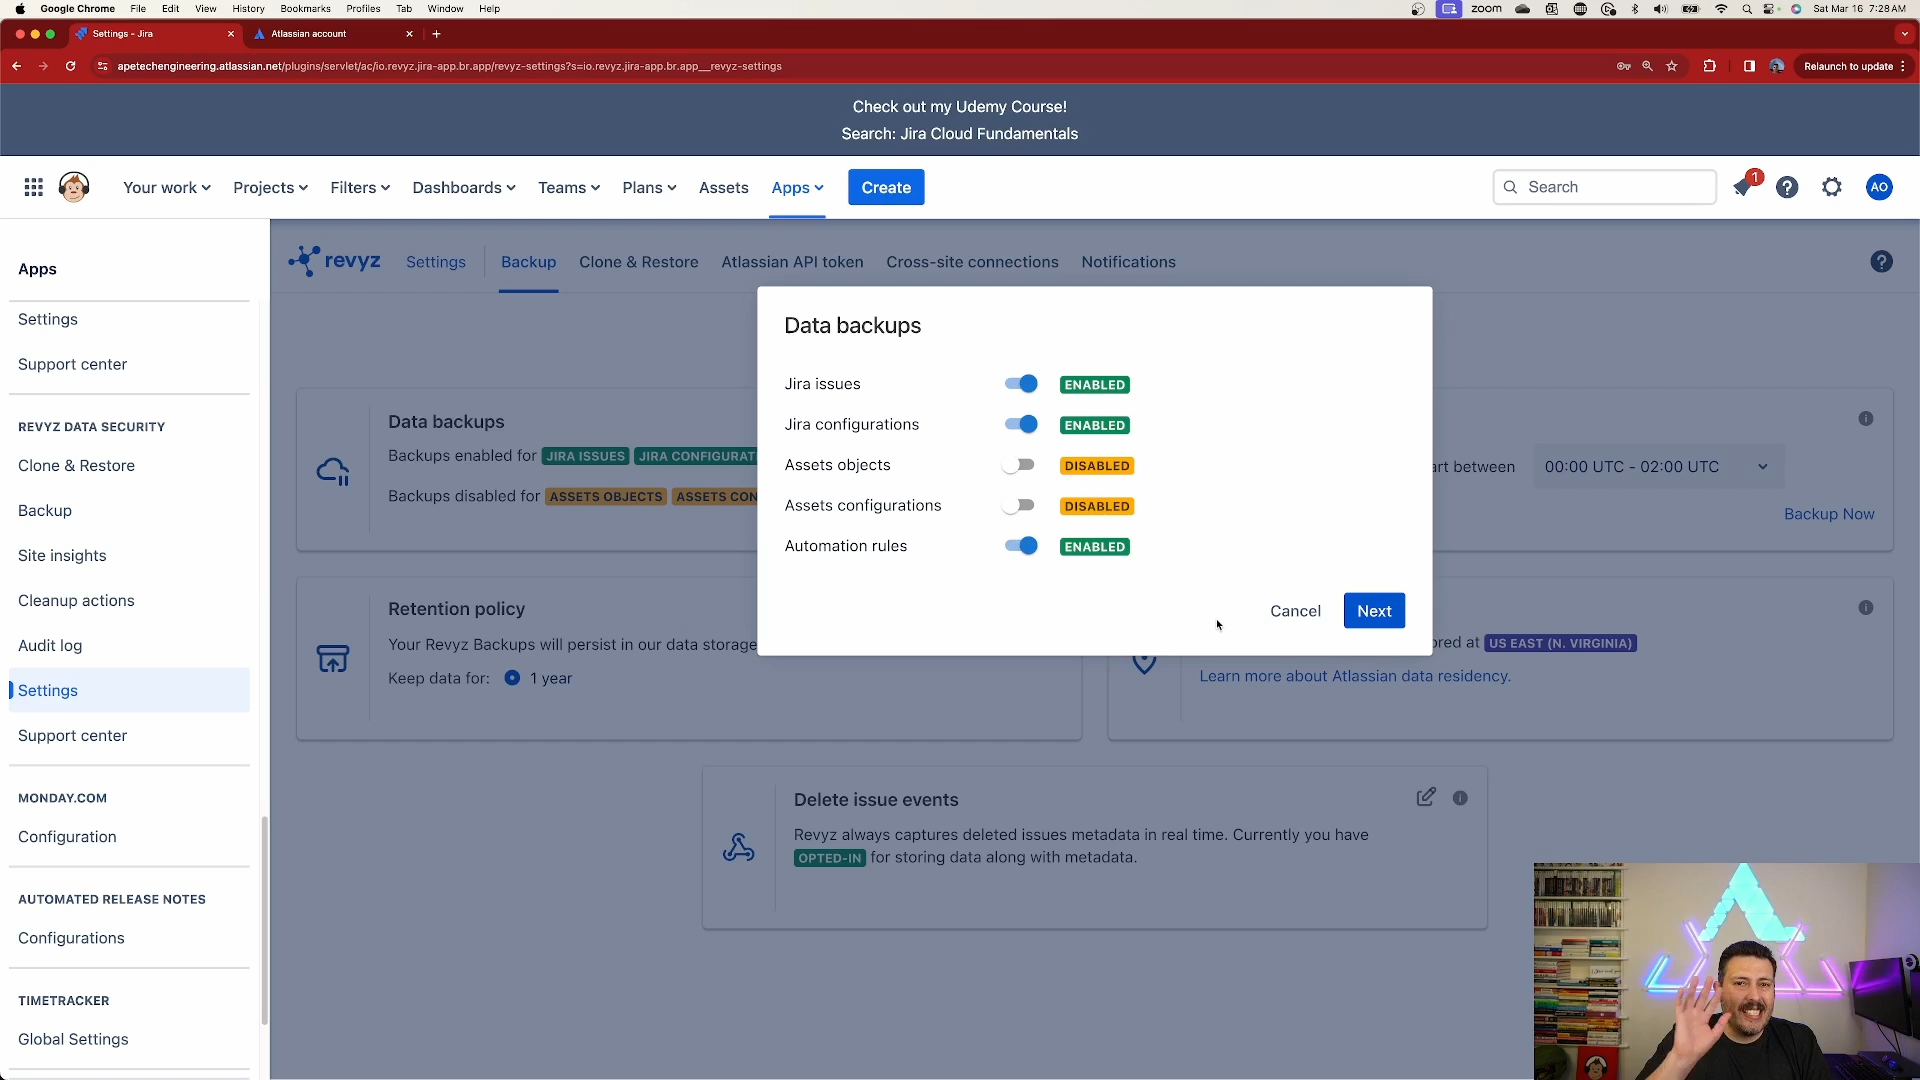 Google Chrome File Edit View History Bookmarks Profiles Tab Window Help
zoom
Sat Mar 16 7:28 AM
Settings - Jira
Atlassian account
apetechengineering.atlassian.net/plugins/servlet/ac/io.revyz.jira-app.br.app/revyz-settings?s=io.revyz.jira-app.br.app__revyz-settings
Relaunch to update
Check out my Udemy Course!
Search: Jira Cloud Fundamentals
Your work Projects Filters Dashboards Teams Plans Assets Apps Create
Search
1
AO
Apps
Settings
Support center
REVYZ DATA SECURITY
Clone & Restore
Backup
Site insights
Cleanup actions
Audit log
Settings
Support center
MONDAY.COM
Configuration
AUTOMATED RELEASE NOTES
Configurations
TIMETRACKER
Global Settings
revyz Settings Backup Clone & Restore Atlassian API token Cross-site connections Notifications
Data backups
Backups enabled for JIRA ISSUES JIRA CONFIGURAT
Backups disabled for ASSETS OBJECTS ASSETS CON
art between 00:00 UTC - 02:00 UTC
Backup Now
Retention policy
Your Revyz Backups will persist in our data storage
Keep data for: 1 year
ored at US EAST (N. VIRGINIA)
Learn more about Atlassian data residency.
Data backups
Jira issues ENABLED
Jira configurations ENABLED
Assets objects DISABLED
Assets configurations DISABLED
Automation rules ENABLED
Cancel Next
Delete issue events
Revyz always captures deleted issues metadata in real time. Currently you have
OPTED-IN for storing data along with metadata.